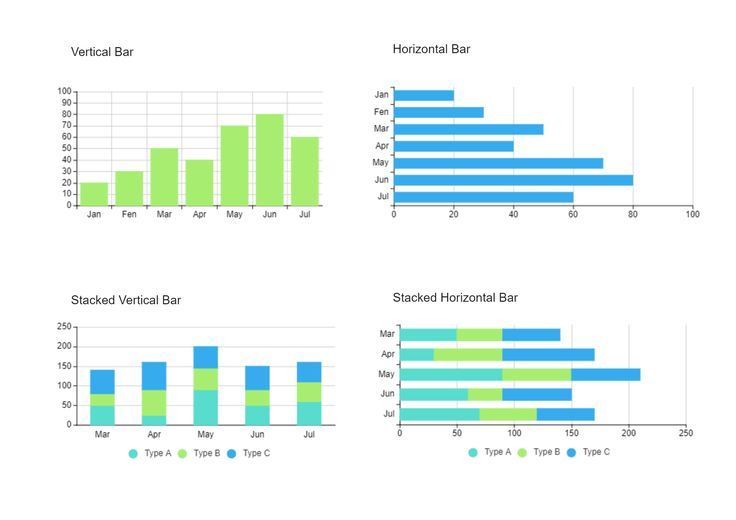 Vertical Bar
100
90
80
70
60
50
40
30
20
10
0
Jan Fen Mar Apr May Jun Jul
Horizontal Bar
Jan
Fen
Mar
Apr
May
Jun
Jul
0 20 40 60 80 100
Stacked Vertical Bar
250
200
150
100
50
0
Mar Apr May Jun Jul
Type A Type B Type C
Stacked Horizontal Bar
Mar
Apr
May
Jun
Jul
0 50 100 150 200 250
Type A Type B Type C